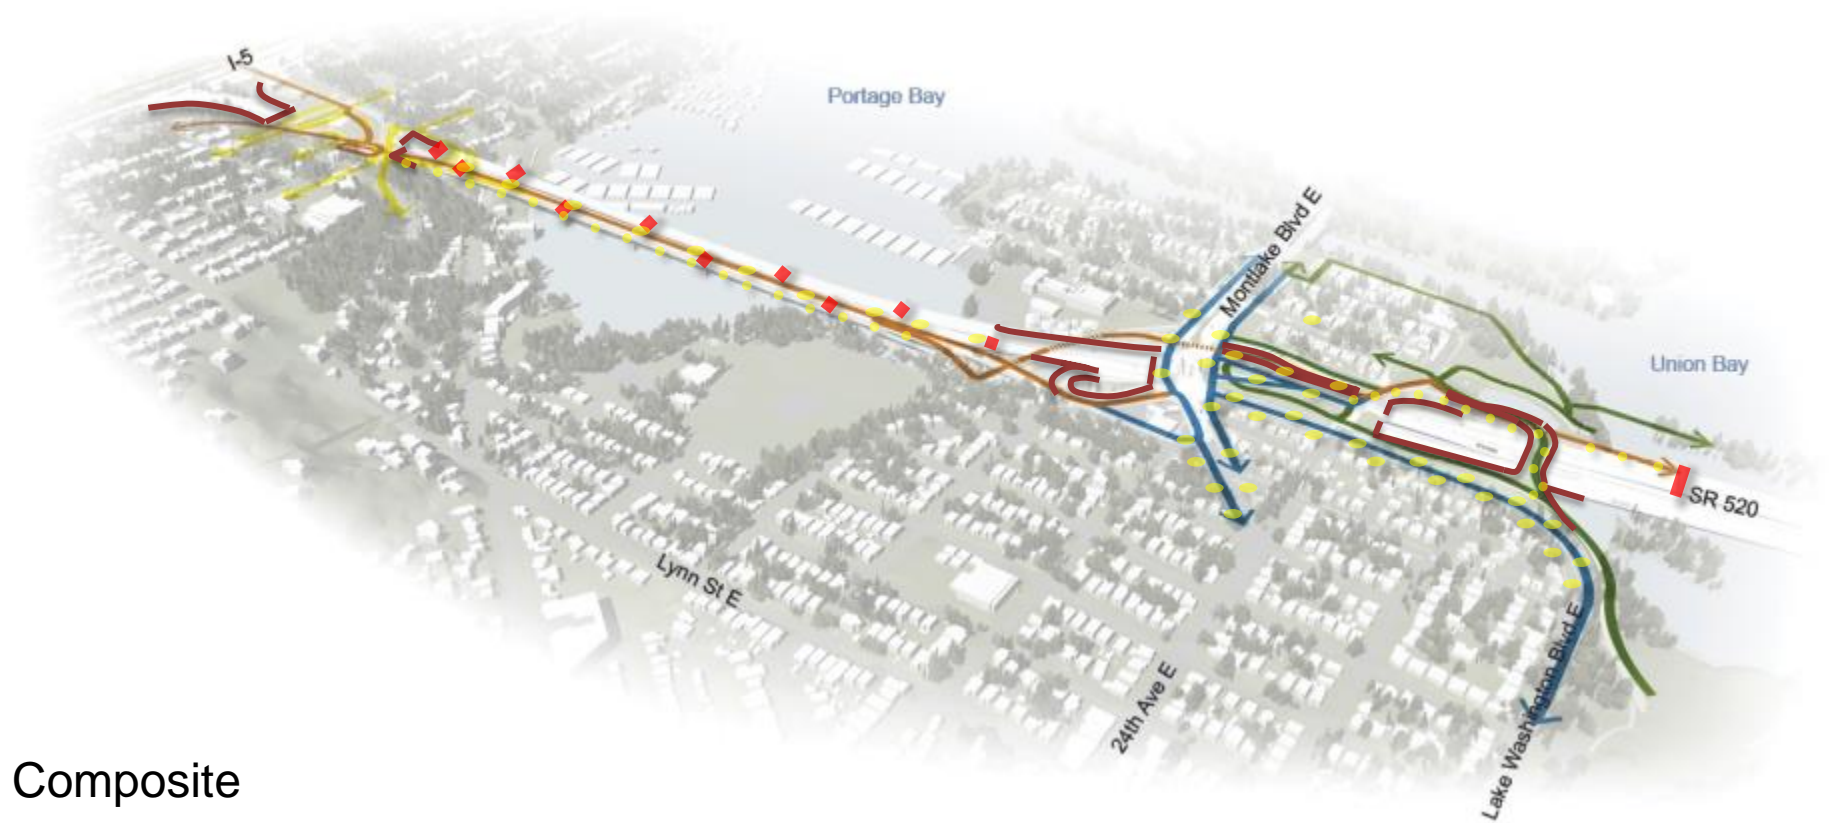 I-5
Portage Bay
Montlake Blvd E
Union Bay
SR 520
Lynn St E
24th Ave E
Lake Washington Blvd E
Composite